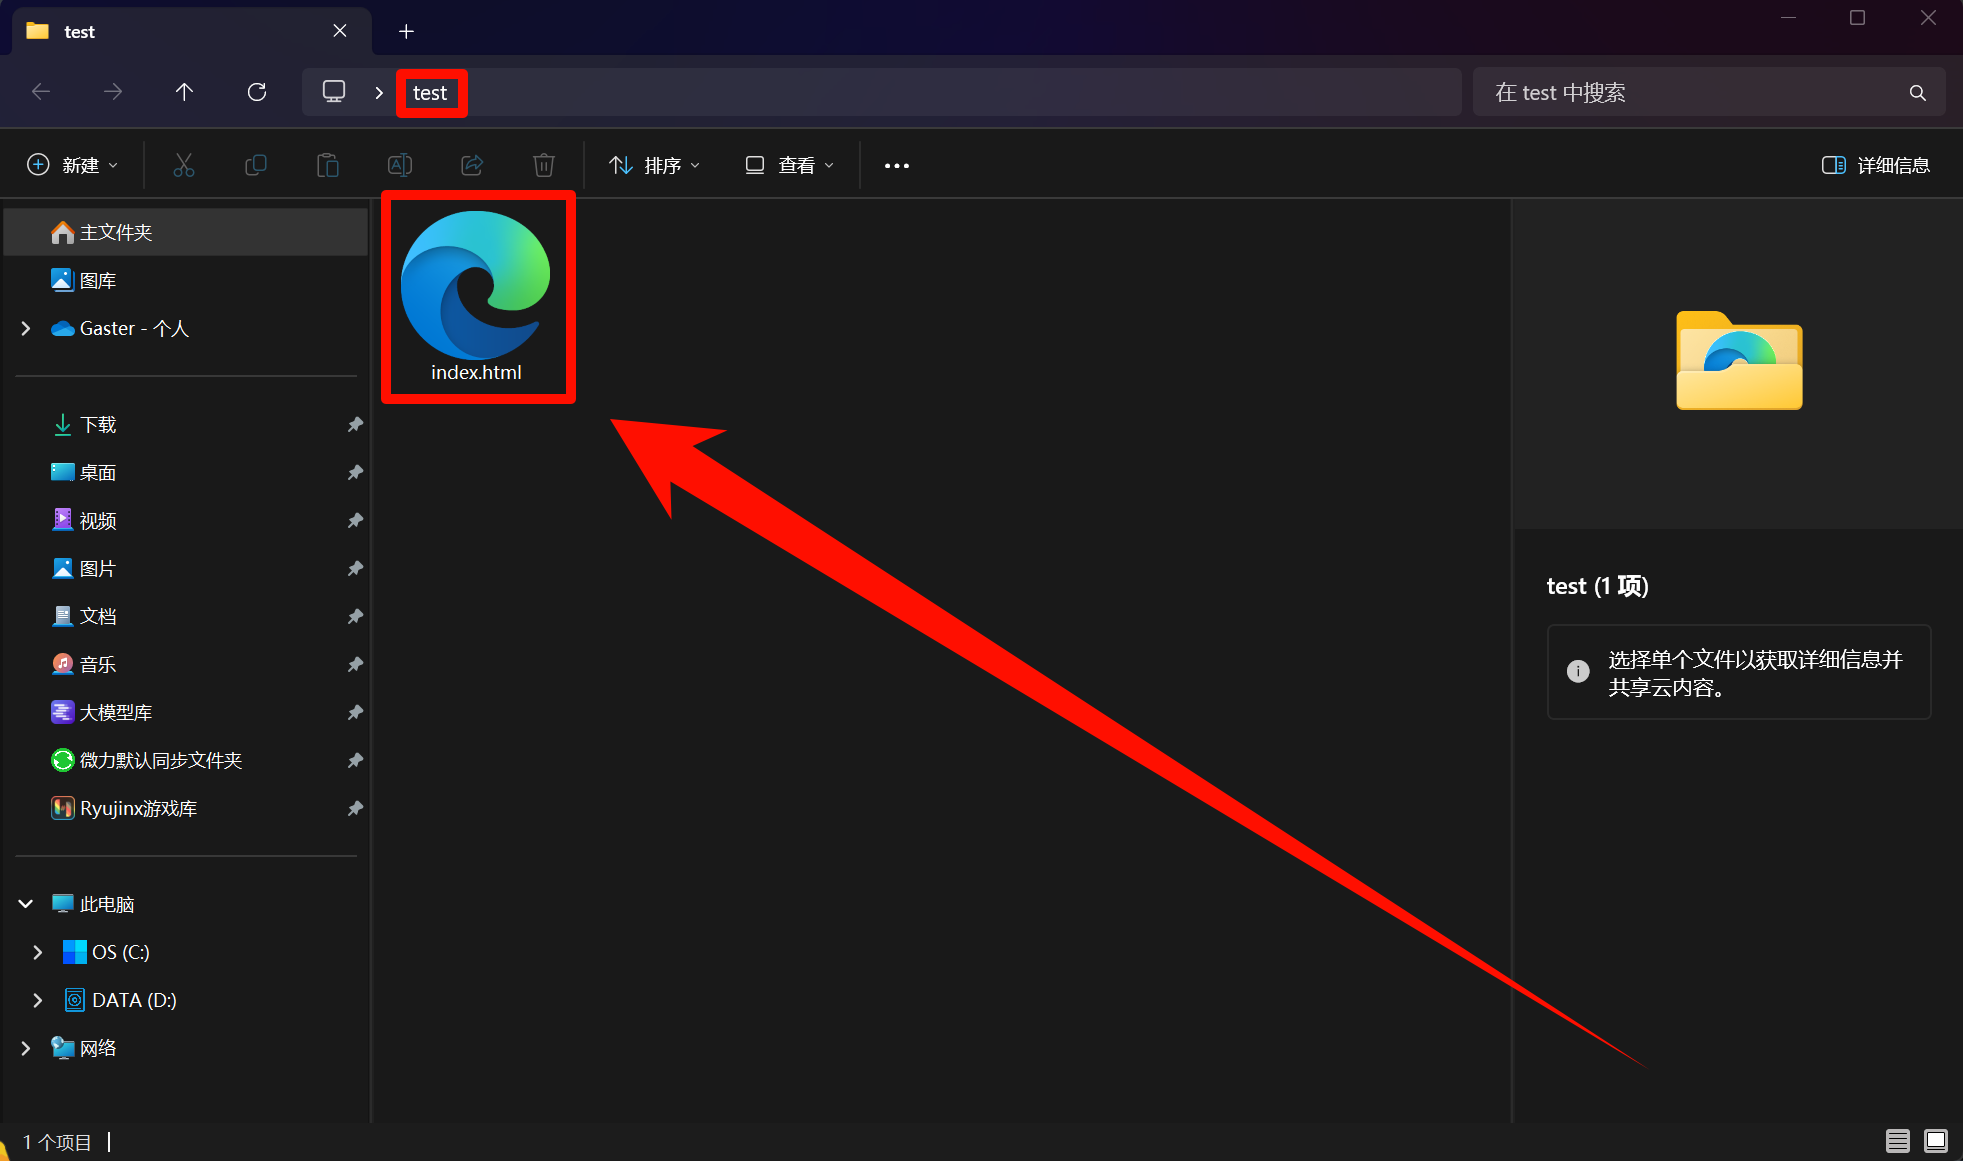 test
test
在 test 中搜索
新建
排序
查看
详细信息
主文件夹
图库
Gaster - 个人
下载
桌面
视频
图片
文档
音乐
大模型库
微力默认同步文件夹
Ryujinx游戏库
此电脑
OS (C:)
DATA (D:)
网络
index.html
test (1 项)
选择单个文件以获取详细信息并
共享云内容。
1 个项目